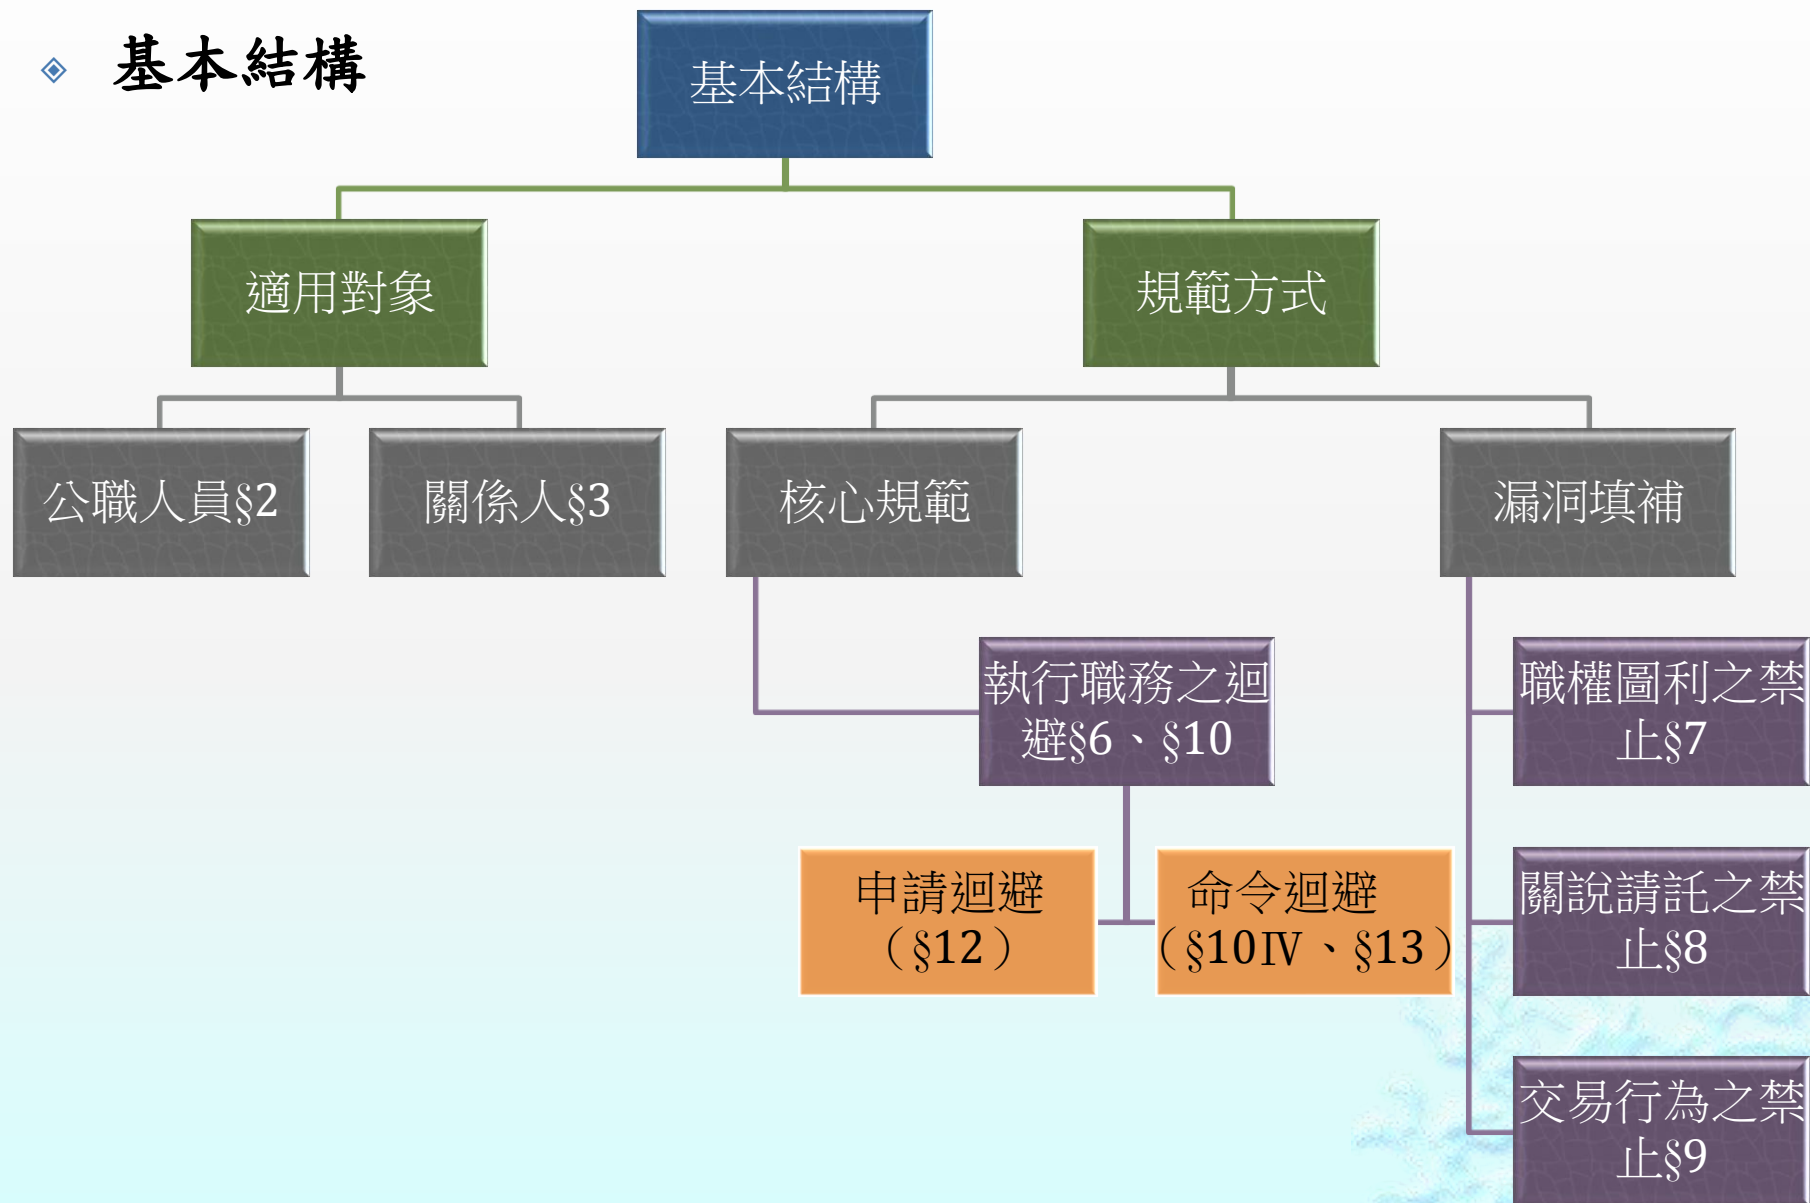 基本結構
基本結構
適用對象
規範方式
公職人員§2
關係人§3
核心規範
漏洞填補
執行職務之迴
避§6、§10
職權圖利之禁
止§7
申請迴避
（§12）
命令迴避
（§10Ⅳ、§13）
關說請託之禁
止§8
交易行為之禁
止§9